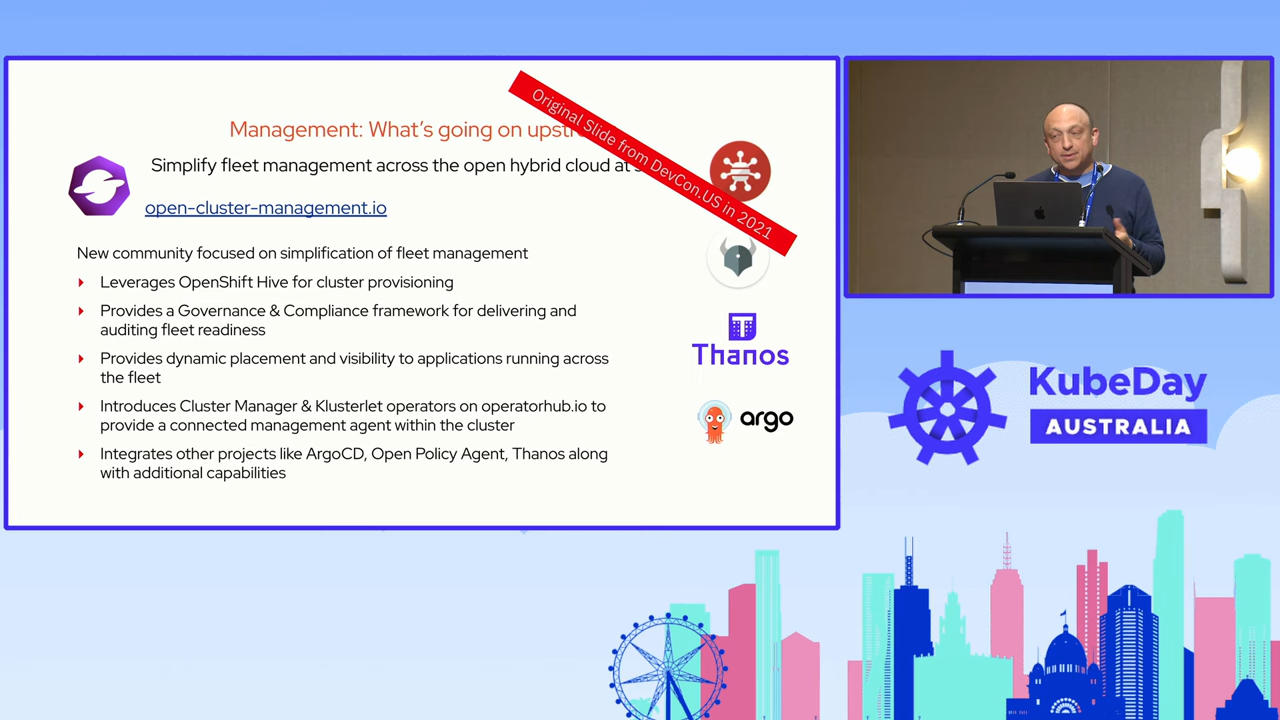 Management: What's going on upst
Simplify fleet management across the open hybrid cloud at
open-cluster-management.io
Original Slide from DevCon.US in 2021
New community focused on simplification of fleet management
Leverages OpenShift Hive for cluster provisioning
Provides a Governance & Compliance framework for delivering and
auditing fleet readiness
Provides dynamic placement and visibility to applications running across
the fleet
Introduces Cluster Manager & Klusterlet operators on operatorhub.io to
provide a connected management agent within the cluster
Integrates other projects like ArgoCD, Open Policy Agent, Thanos along
with additional capabilities
Thanos
argo
KubeDay
AUSTRALIA